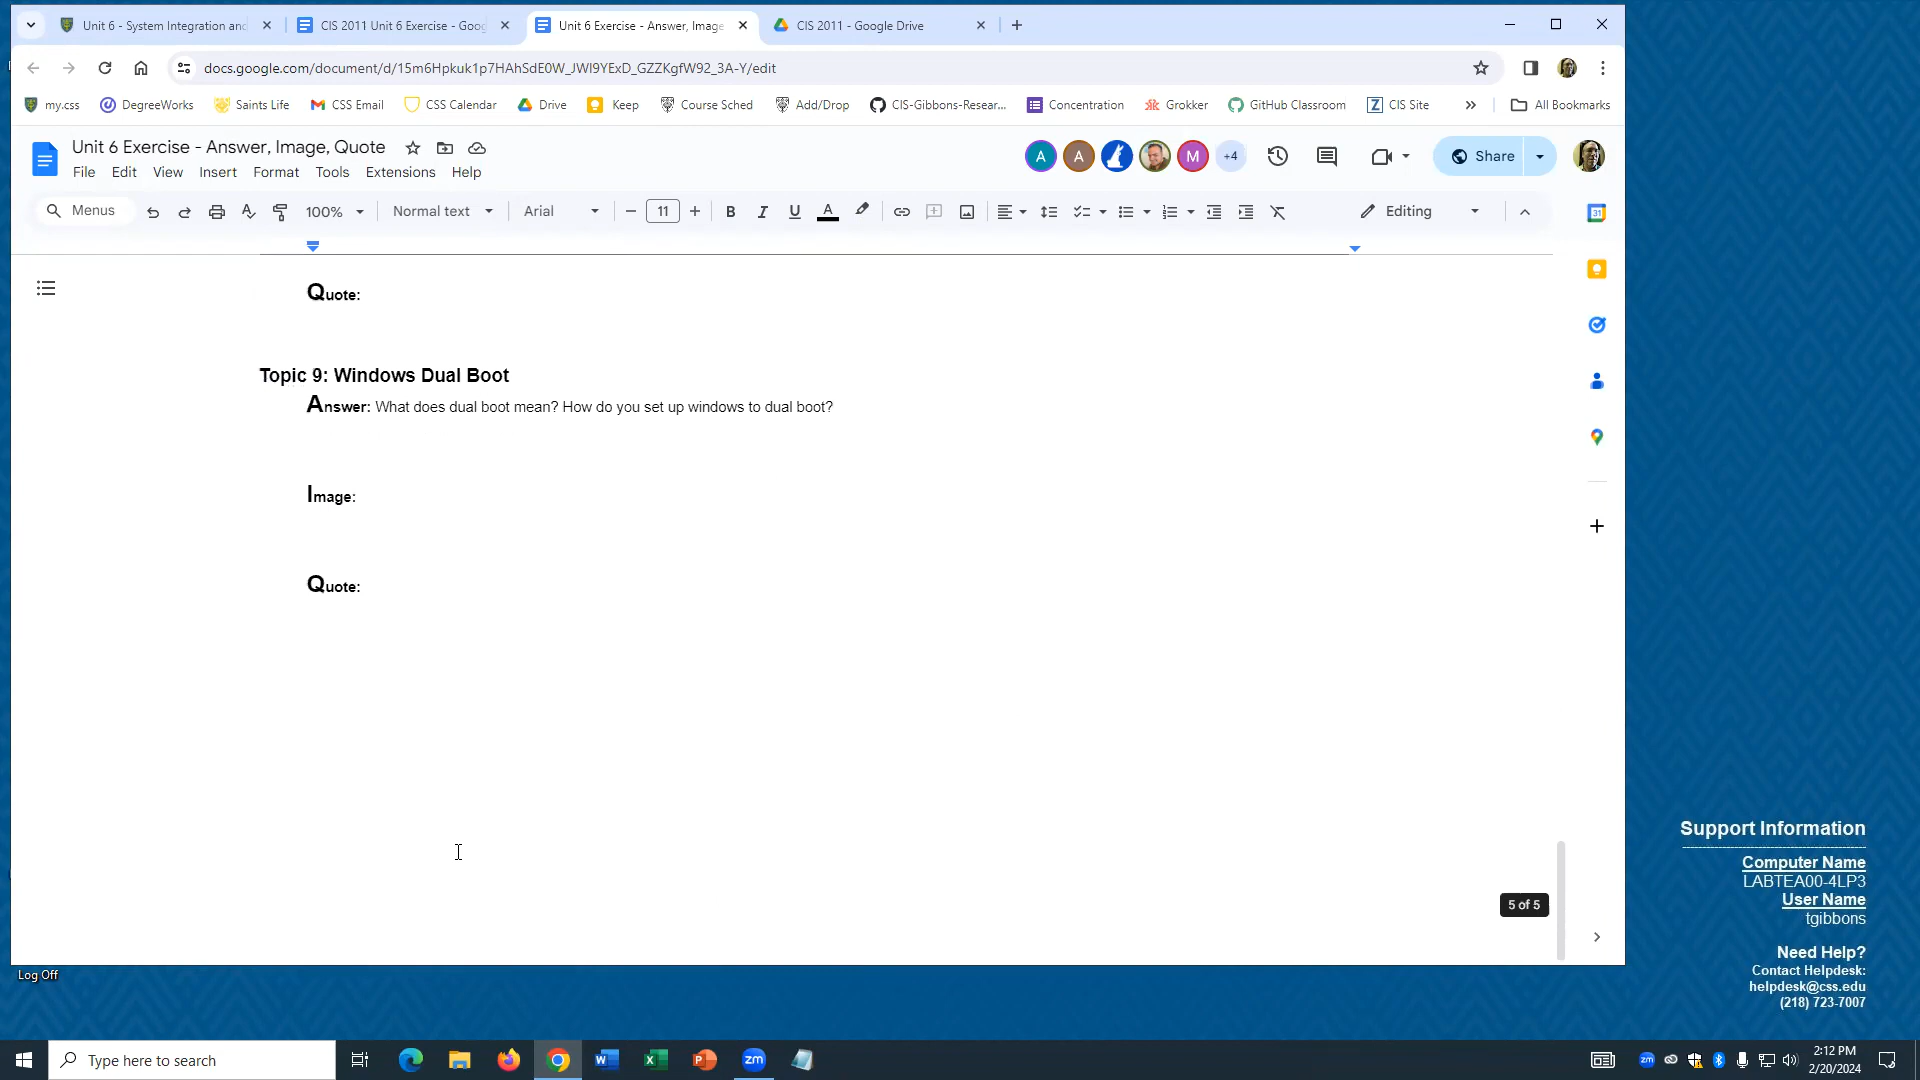 Unit 6 - System Integration and
CIS 2011 Unit 6 Exercise - Goog
Unit 6 Exercise - Answer, Image,
CIS 2011 - Google Drive
docs.google.com/document/d/15m6Hpkuk1p7HAhSdE0W_JWI9YExD_GZZKgfW92_3A-Y/edit
my.css
DegreeWorks
Saints Life
CSS Email
CSS Calendar
Drive
Keep
Course Sched
Add/Drop
CIS-Gibbons-Resear...
Concentration
Grokker
GitHub Classroom
CIS Site
All Bookmarks
Unit 6 Exercise - Answer, Image, Quote
A
A
M
+4
Share
File Edit View Insert Format Tools Extensions Help
Menus
100%
Normal text
Arial
11
Editing
Quote:
Topic 9: Windows Dual Boot
Answer: What does dual boot mean? How do you set up windows to dual boot?
Image:
Quote:
5 of 5
Log Off
Support Information
Computer Name
LABTEA00-4LP3
User Name
tgibbons
Need Help?
Contact Helpdesk:
helpdesk@css.edu
(218) 723-7007
Type here to search
2:12 PM
2/20/2024